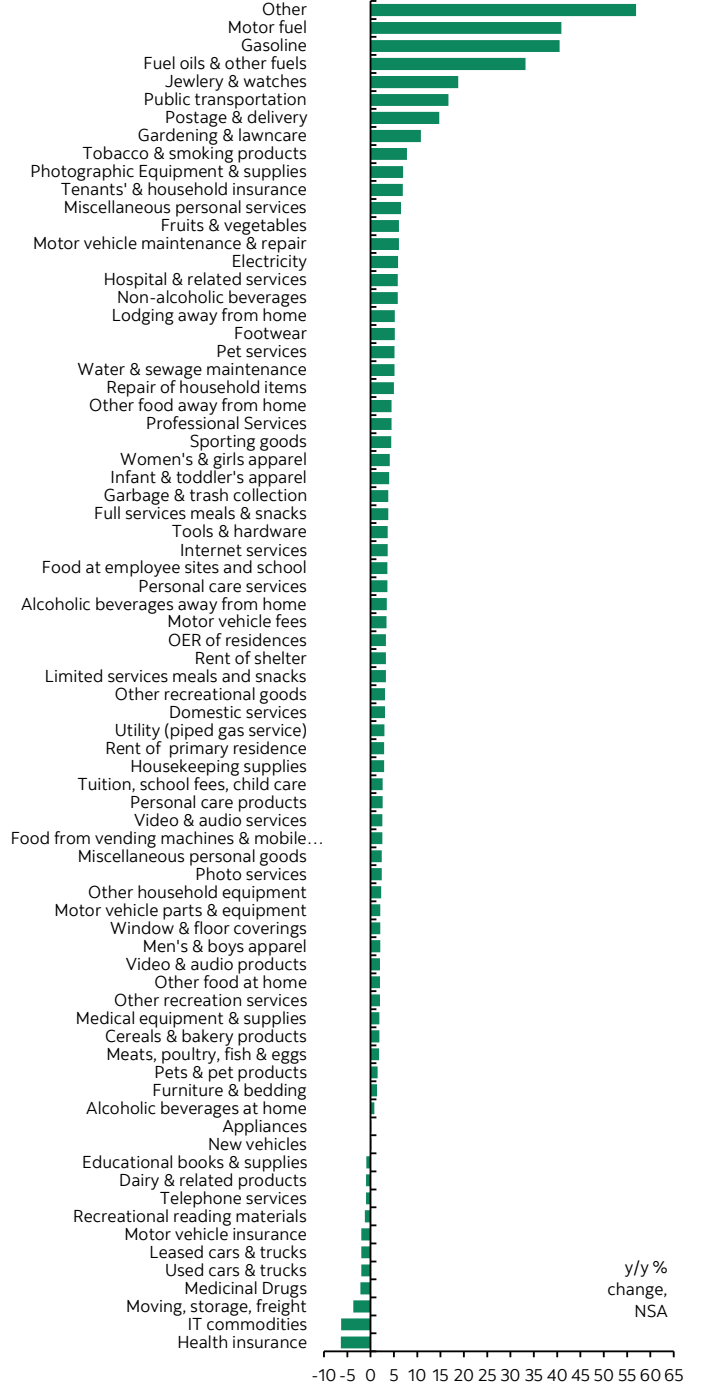 Other
Motor fuel
Gasoline
Fuel oils & other fuels
Jewlery & watches
Public transportation
Postage & delivery
Gardening & lawncare
Tobacco & smoking products
Photographic Equipment & supplies
Tenants' & household insurance
Miscellaneous personal services
Fruits & vegetables
Motor vehicle maintenance & repair
Electricity
Hospital & related services
Non-alcoholic beverages
Lodging away from home
Footwear
Pet services
Water & sewage maintenance
Repair of household items
Other food away from home
Professional Services
Sporting goods
Women's & girls apparel
Infant & toddler's apparel
Garbage & trash collection
Full services meals & snacks
Tools & hardware
Internet services
Food at employee sites and school
Personal care services
Alcoholic beverages away from home
Motor vehicle fees
OER of residences
Rent of shelter
Limited services meals and snacks
Other recreational goods
Domestic services
Utility (piped gas service)
Rent of  primary residence
Housekeeping supplies
Tuition, school fees, child care
Personal care products
Video & audio services
Food from vending machines & mobile…
Miscellaneous personal goods
Photo services
Other household equipment
Motor vehicle parts & equipment
Window & floor coverings
Men's & boys apparel
Video & audio products
Other food at home
Other recreation services
Medical equipment & supplies
Cereals & bakery products
Meats, poultry, fish & eggs
Pets & pet products
Furniture & bedding
Alcoholic beverages at home
Appliances
New vehicles
Educational books & supplies
Dairy & related products
Telephone services
Recreational reading materials
Motor vehicle insurance
Leased cars & trucks
Used cars & trucks
Medicinal Drugs
Moving, storage, freight
IT commodities
Health insurance
y/y %
change,
NSA
-10 -5 0 5 10 15 20 25 30 35 40 45 50 55 60 65